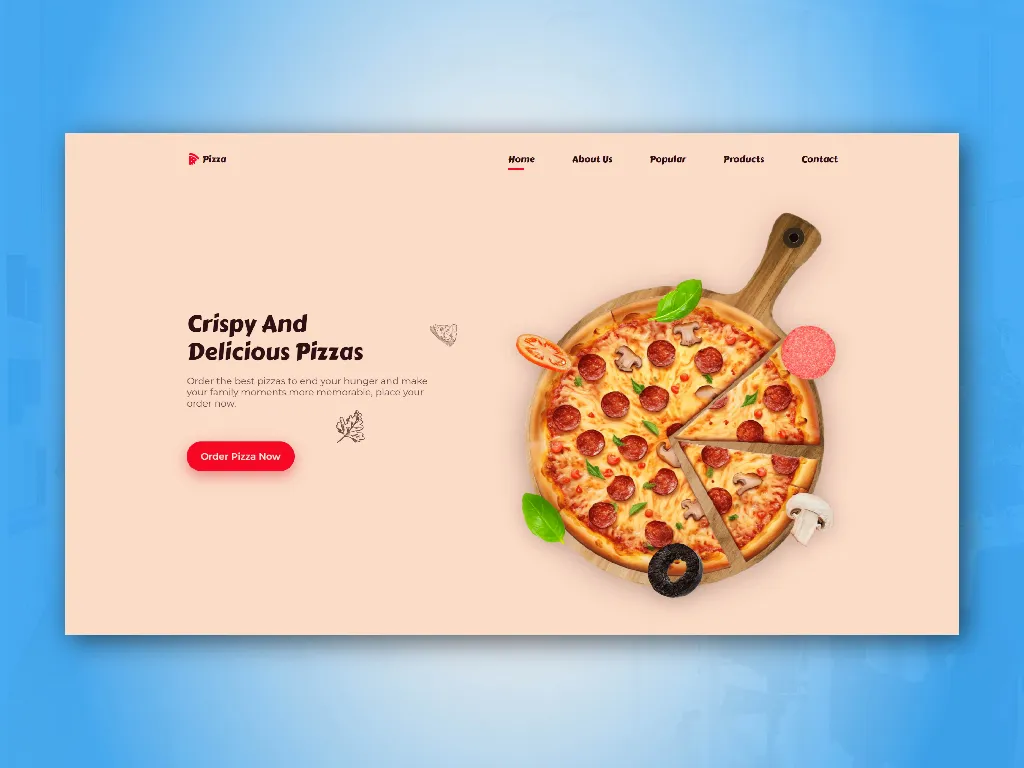 Pizza
Home
About Us
Popular
Products
Contact
Crispy And
Delicious Pizzas
Order the best pizzas to end your hunger and make
your family moments more memorable, place your
order now.
Order Pizza Now